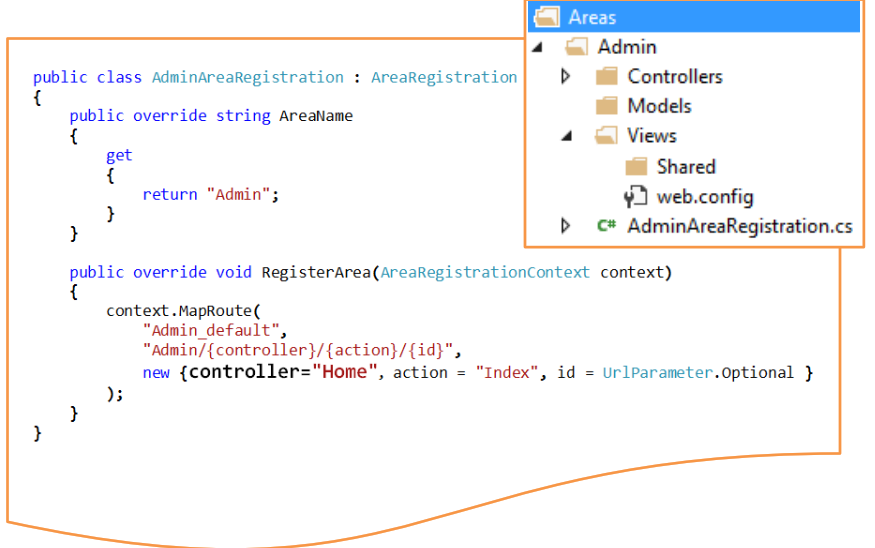 Areas
Admin
Controllers
Models
Views
Shared
web.config
C# AdminAreaRegistration.cs
public class AdminAreaRegistration : AreaRegistration
{
public override string AreaName
{
get
{
return "Admin";
}
}
public override void RegisterArea(AreaRegistrationContext context)
{
context.MapRoute(
"Admin_default",
"Admin/{controller}/{action}/{id}",
new {controller="Home", action = "Index", id = UrlParameter.Optional }
);
}
}